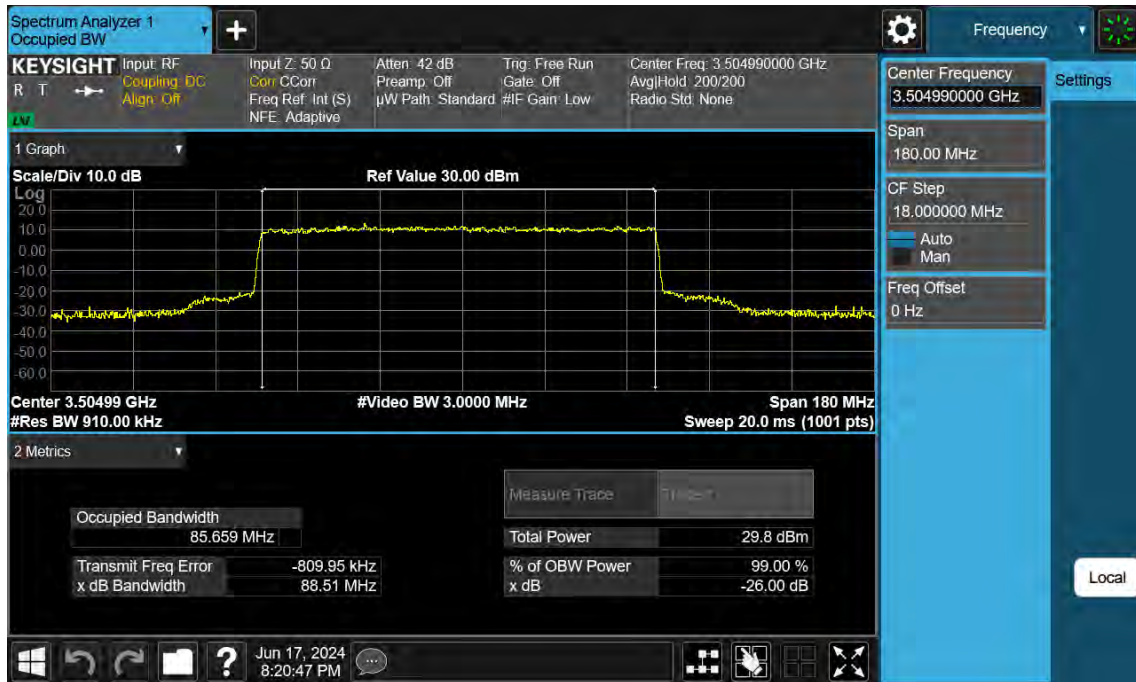 Spectrum Analyzer 1
Occupied BW
Frequency
KEYSIGHT
R T
LXI
Input: RF
Coupling: DC
Align: Off
Input Z: 50 Ω
Corr CCorr
Freq Ref: Int (S)
NFE: Adaptive
Atten: 42 dB
Preamp: Off
µW Path: Standard
Trig: Free Run
Gate: Off
#IF Gain: Low
Center Freq: 3.504990000 GHz
Avg|Hold: 200/200
Radio Std: None
Center Frequency
3.504990000 GHz
Settings
Span
180.00 MHz
CF Step
18.000000 MHz
Auto
Man
Freq Offset
0 Hz
1 Graph
Scale/Div 10.0 dB
Ref Value 30.00 dBm
Log
20.0
10.0
0.00
-10.0
-20.0
-30.0
-40.0
-50.0
-60.0
Center 3.50499 GHz
#Video BW 3.0000 MHz
Span 180 MHz
#Res BW 910.00 kHz
Sweep 20.0 ms (1001 pts)
2 Metrics
Measure Trace
Occupied Bandwidth
85.659 MHz
Total Power 29.8 dBm
Transmit Freq Error -809.95 kHz
% of OBW Power 99.00 %
x dB Bandwidth 88.51 MHz
x dB -26.00 dB
Local
Jun 17, 2024
8:20:47 PM